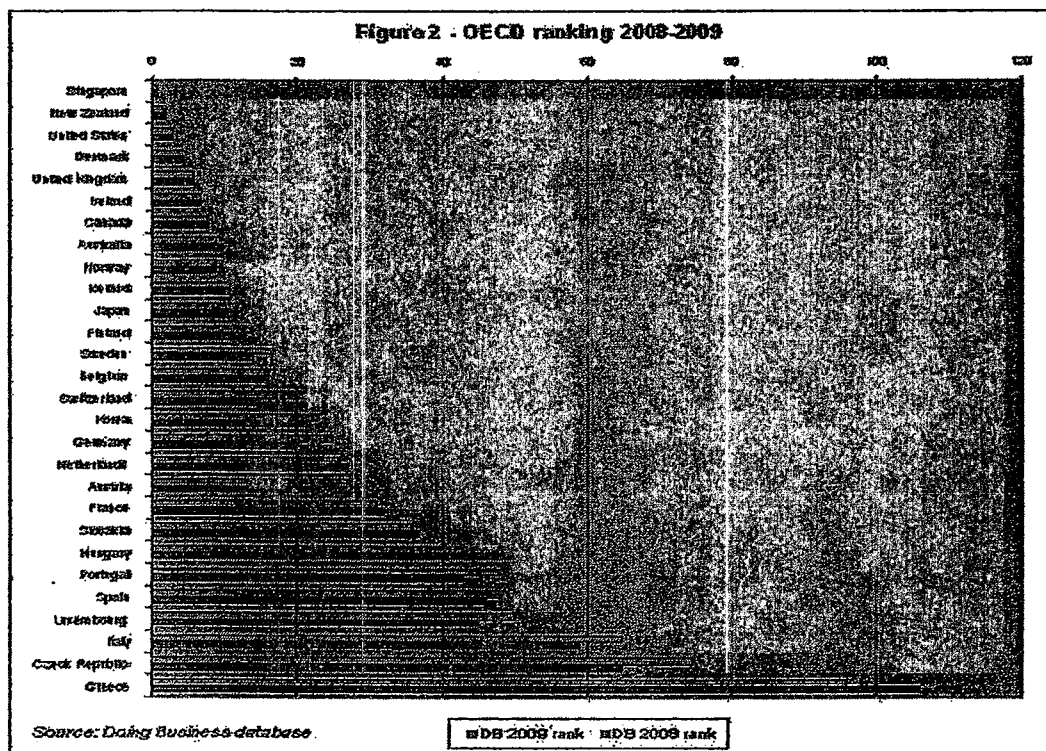 Figure 2 - OECD ranking 2008-2009
0 20 40 60 80 100 120
Singapore
New Zealand
United States
Denmark
United Kingdom
Ireland
Canada
Australia
Norway
Iceland
Japan
Finland
Sweden
Belgium
Switzerland
Korea
Germany
Netherlands
Austria
France
Slovakia
Hungary
Portugal
Spain
Luxembourg
Italy
Czech Republic
Greece
Source: Doing Business database
DB 2009 rank DB 2009 rank